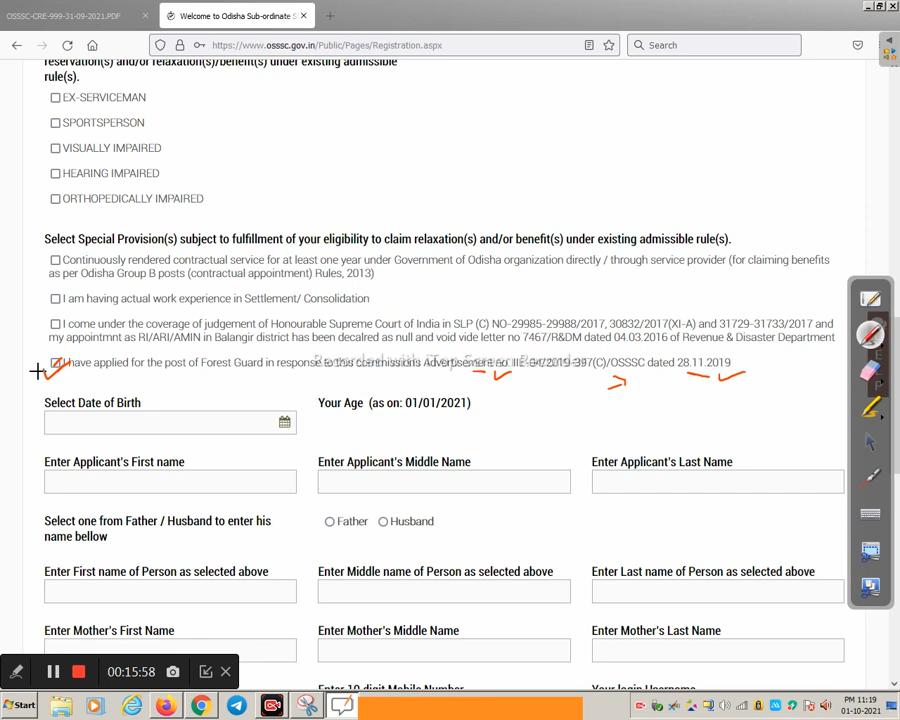 OSSSC-CRE-999-31-09-2021.PDF
Welcome to Odisha Sub-ordinate S
https://www.osssc.gov.in/Public/Pages/Registration.aspx
Search
reservation(s) and/or relaxation(s)/benefit(s) under existing admissible
rule(s).
EX-SERVICEMAN
SPORTSPERSON
VISUALLY IMPAIRED
HEARING IMPAIRED
ORTHOPEDICALLY IMPAIRED
Select Special Provision(s) subject to fulfillment of your eligibility to claim relaxation(s) and/or benefit(s) under existing admissible rule(s).
Continuously rendered contractual service for at least one year under Government of Odisha organization directly / through service provider (for claiming benefits
as per Odisha Group B posts (contractual appointment) Rules, 2013)
I am having actual work experience in Settlement/ Consolidation
I come under the coverage of judgement of Honourable Supreme Court of India in SLP (C) NO-29985-29988/2017, 30832/2017(XI-A) and 31729-31733/2017 and
my appointmnt as RI/ARI/AMIN in Balangir district has been decalred as null and void vide letter no 7467/R&DM dated 04.03.2016 of Revenue & Disaster Department
I have applied for the post of Forest Guard in response to this commissions Advertisement no IIE-04/2019-397(C)/OSSSC dated 28.11.2019
Select Date of Birth
Your Age (as on: 01/01/2021)
Enter Applicant's First name
Enter Applicant's Middle Name
Enter Applicant's Last Name
Select one from Father / Husband to enter his
name bellow
Father
Husband
Enter First name of Person as selected above
Enter Middle name of Person as selected above
Enter Last name of Person as selected above
Enter Mother's First Name
Enter Mother's Middle Name
Enter Mother's Last Name
Enter 10 digit Mobile Number
Your login Username
00:15:58
Start
PM 11:19
01-10-2021